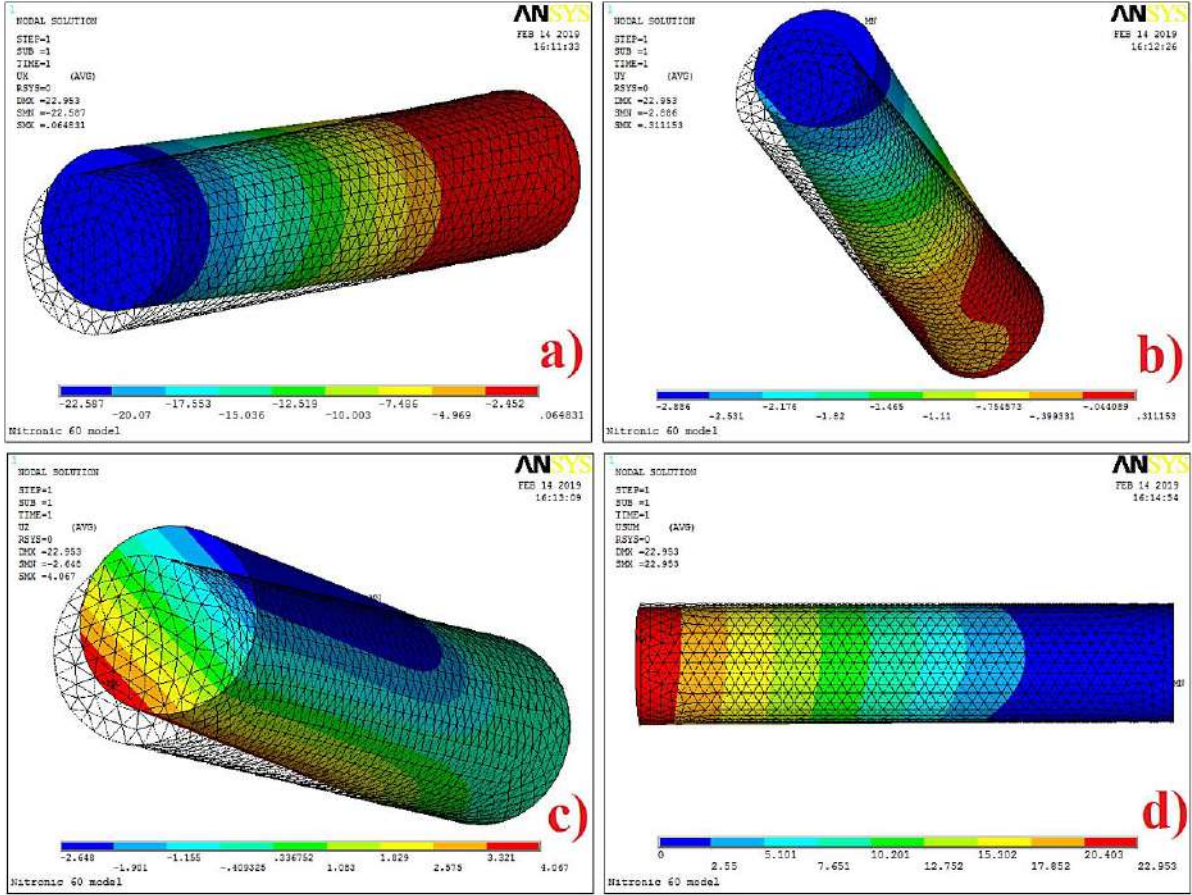 1
NODAL SOLUTION
STEP=1
SUB =1
TIME=1
UX (AVG)
RSYS=0
DMX =22.953
SMN =-22.587
SMX =.064831
ANSYS
FEB 14 2019
16:11:33
a)
-22.587 -17.553 -12.519 -7.486 -2.452
-20.07 -15.036 -10.003 -4.969 .064831
Nitronic 60 model
1
NODAL SOLUTION
STEP=1
SUB =1
TIME=1
UY (AVG)
RSYS=0
DMX =22.953
SMN =-2.886
SMX =.311153
MN
ANSYS
FEB 14 2019
16:12:26
b)
-2.886 -2.176 -1.465 -.754573 -.044089
-2.531 -1.82 -1.11 -.399331 .311153
Nitronic 60 model
1
NODAL SOLUTION
STEP=1
SUB =1
TIME=1
UZ (AVG)
RSYS=0
DMX =22.953
SMN =-2.648
SMX =4.067
ANSYS
FEB 14 2019
16:13:09
c)
-2.648 -1.155 .336752 1.829 3.321
-1.901 -.409328 1.083 2.575 4.067
Nitronic 60 model
1
NODAL SOLUTION
STEP=1
SUB =1
TIME=1
USUM (AVG)
RSYS=0
DMX =22.953
SMX =22.953
ANSYS
FEB 14 2019
16:14:54
MN
d)
0 5.101 10.201 15.302 20.403
2.55 7.651 12.752 17.852 22.953
Nitronic 60 model